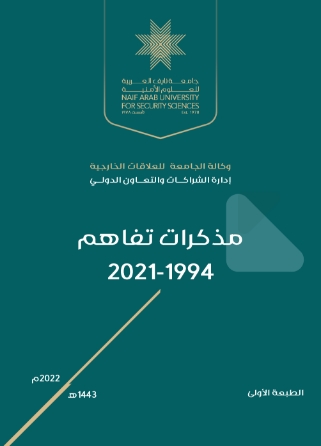 جامعة نايف العربية
للعلوم الأمنية
NAIF ARAB UNIVERSITY
FOR SECURITY SCIENCES
وكالة الجامعة للعلاقات الخارجية
إدارة الشراكات والتعاون الدولي
مذكرات تفاهم
2021-1994
2022م
1443هـ
الطبعة الأولى